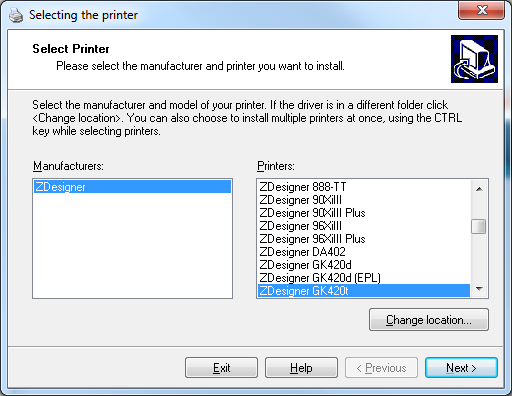 Selecting the printer
Select Printer
Please select the manufacturer and printer you want to install.
Select the manufacturer and model of your printer. If the driver is in a different folder click
<Change location>. You can also choose to install multiple printers at once, using the CTRL
key while selecting printers.
Manufacturers:
ZDesigner
Printers:
ZDesigner 888-TT
ZDesigner 90XiIII
ZDesigner 90XiIII Plus
ZDesigner 96XiIII
ZDesigner 96XiIII Plus
ZDesigner DA402
ZDesigner GK420d
ZDesigner GK420d (EPL)
ZDesigner GK420t
Change location...
Exit
Help
< Previous
Next >